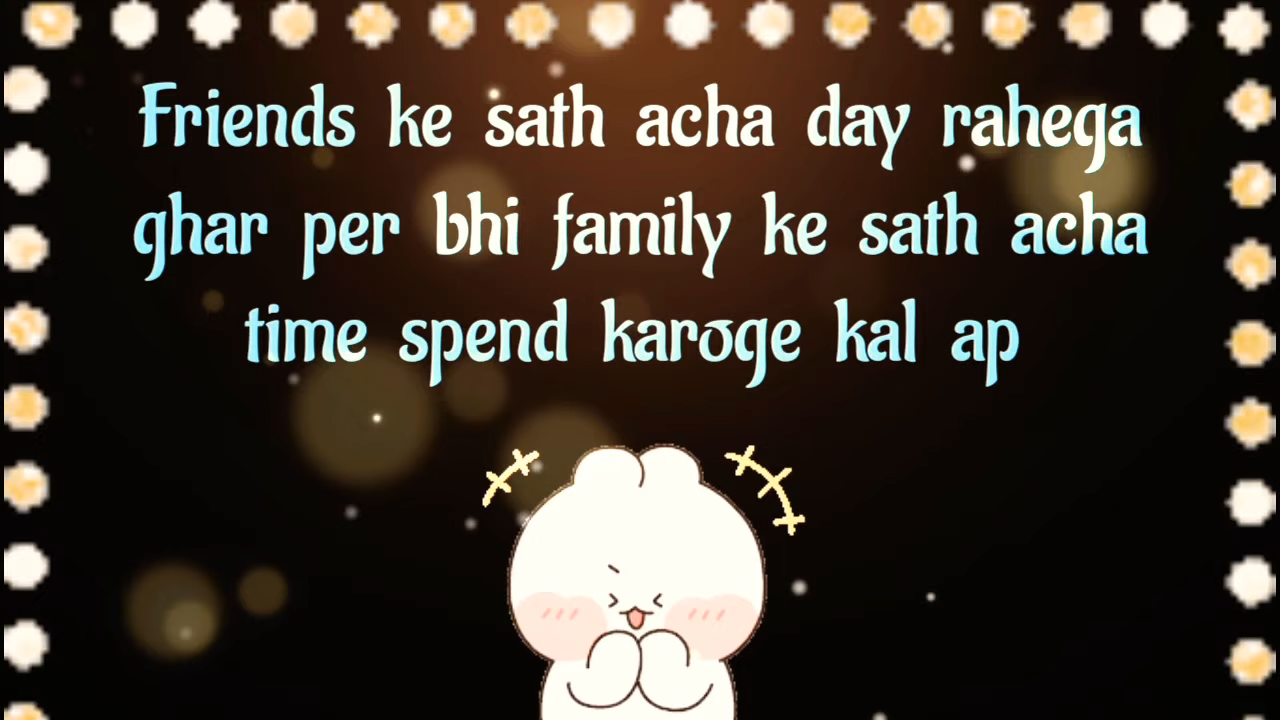 Friends ke sath acha day rahega
ghar per bhi family ke sath acha
time spend karoge kal ap